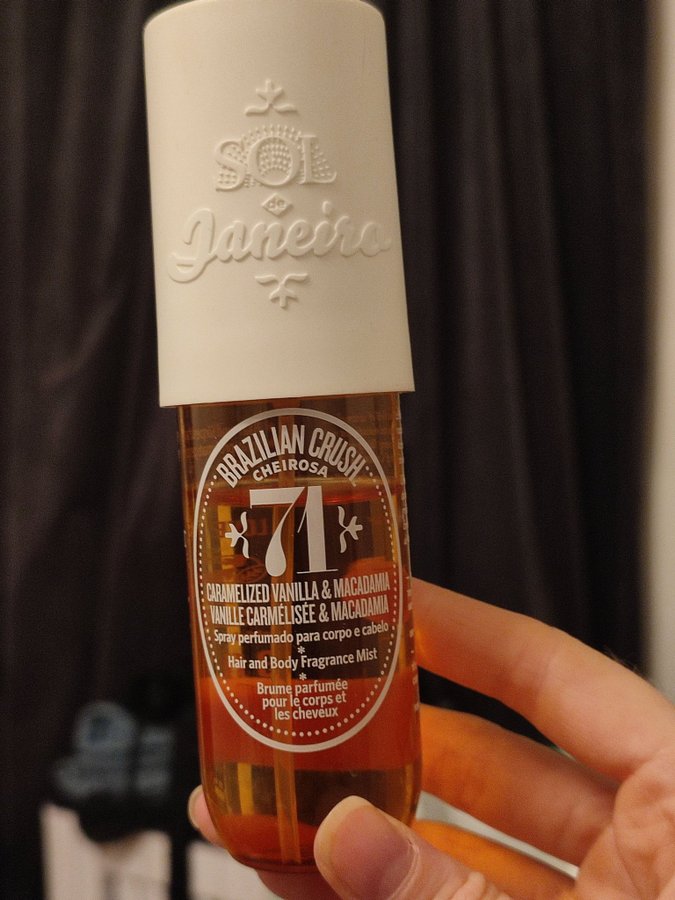 SOL
de
Janeiro
BRAZILIAN CRUSH
CHEIROSA
71
CARAMELIZED VANILLA & MACADAMIA
VANILLE CARMÉLISÉE & MACADAMIA
Spray perfumado para corpo e cabelo
*
Hair and Body Fragrance Mist
*
Brume parfumée
pour le corps et
les cheveux